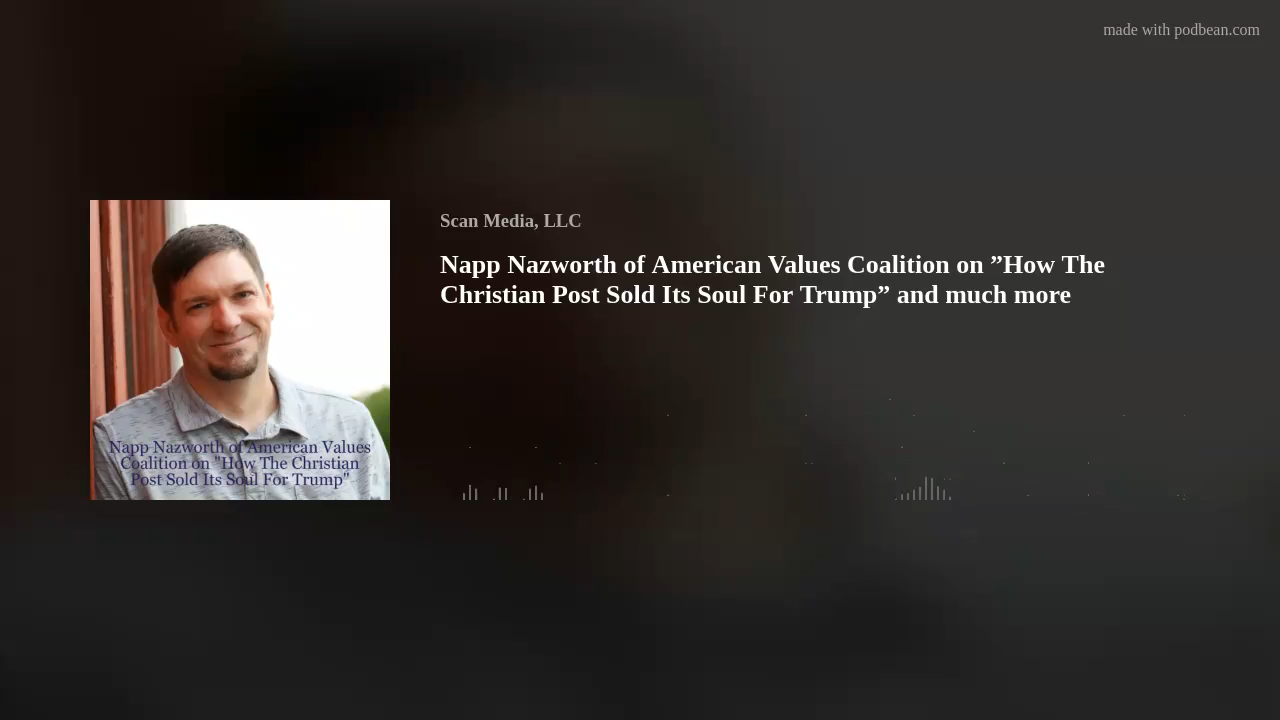 made with podbean.com
Scan Media, LLC
Napp Nazworth of American Values Coalition on ”How The
Christian Post Sold Its Soul For Trump” and much more
Napp Nazworth of American Values
Coalition on "How The Christian
Post Sold Its Soul For Trump"